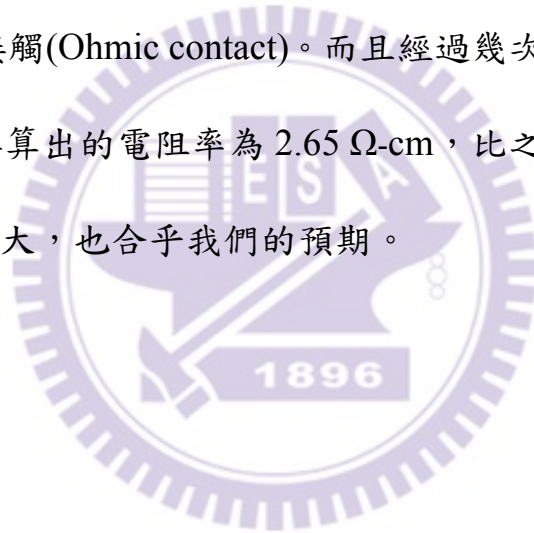 接觸(Ohmic contact)。而且經過幾次
算出的電阻率為 2.65 Ω-cm，比之
大，也合乎我們的預期。
ESA
1896